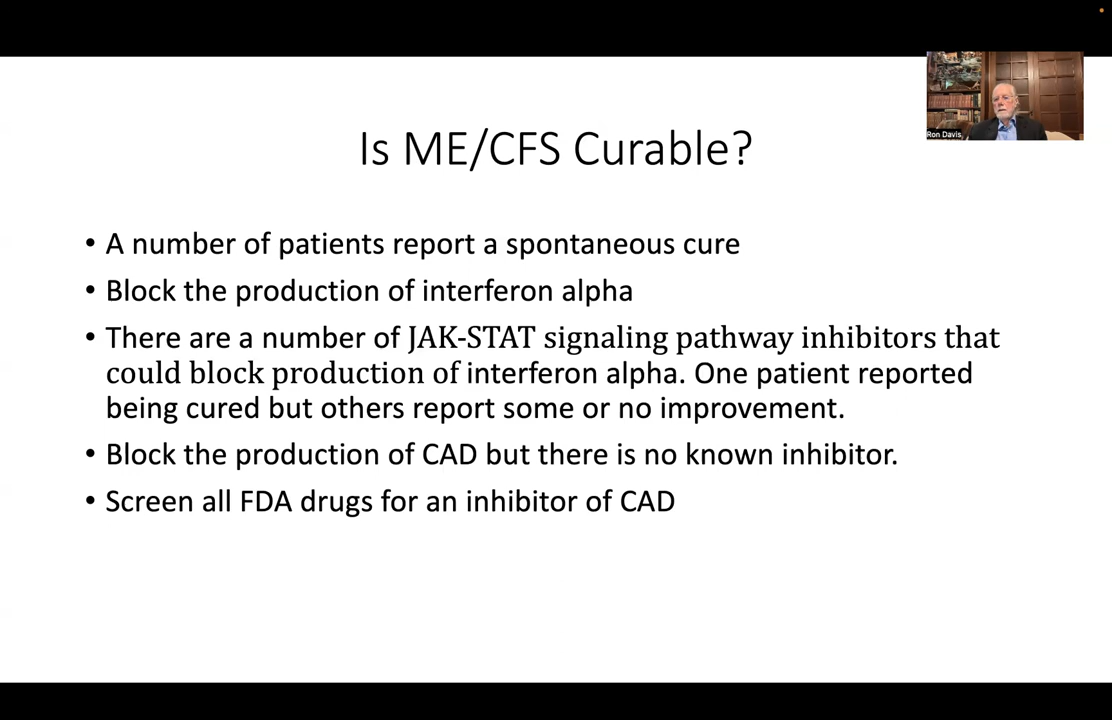 Ron Davis
Is ME/CFS Curable?
• A number of patients report a spontaneous cure
• Block the production of interferon alpha
• There are a number of JAK-STAT signaling pathway inhibitors that
could block production of interferon alpha. One patient reported
being cured but others report some or no improvement.
• Block the production of CAD but there is no known inhibitor.
• Screen all FDA drugs for an inhibitor of CAD